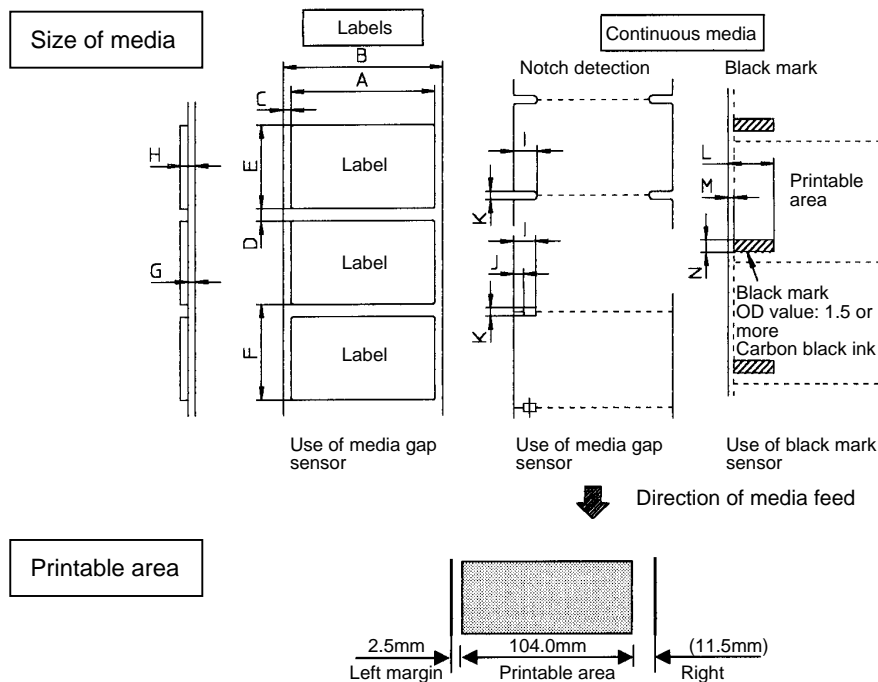 Size of media
Labels
Continuous media
B
A
C
H
E
Label
D
G
Label
F
Label
Use of media gap
sensor
Notch detection
I
K
I
J
K
Use of media gap
sensor
Black mark
L
M
Printable
area
N
Black mark
OD value: 1.5 or
more
Carbon black ink
Use of black mark
sensor
Direction of media feed
Printable area
2.5mm
104.0mm
(11.5mm)
Left margin
Printable area
Right